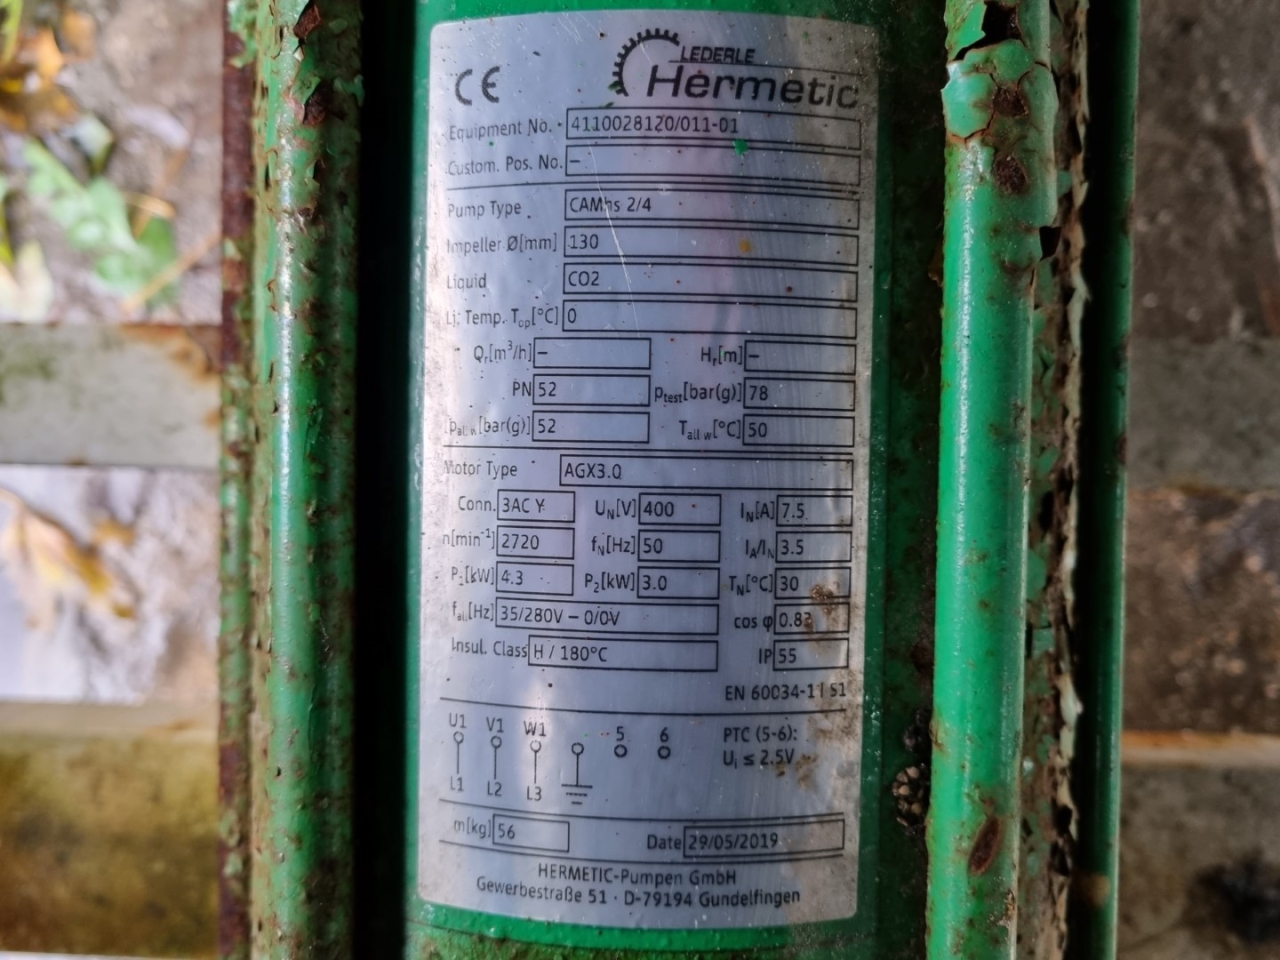 CE
LEDERLE
Hermetic
Equipment No. 4110028120/011-01
Custom. Pos. No. –
Pump Type CAMhs 2/4
Impeller Ø[mm] 130
Liquid CO2
Li. Temp. Top[°C] 0
Qr[m³/h] – Hr[m] –
PN 52 ptest[bar(g)] 78
pall w[bar(g)] 52 Tall w[°C] 50
Motor Type AGX3.0
Conn. 3AC Y UN[V] 400 IN[A] 7.5
n[min⁻¹] 2720 fN[Hz] 50 IA/IN 3.5
P1[kW] 4.3 P2[kW] 3.0 TN[°C] 30
fall[Hz] 35/280V – 0/0V cos φ 0.83
Insul. Class H / 180°C IP 55
EN 60034-1 | S1
U1 V1 W1 5 6 PTC (5-6):
Ui ≤ 2.5V
L1 L2 L3
m[kg] 56 Date 29/05/2019
HERMETIC-Pumpen GmbH
Gewerbestraße 51 · D-79194 Gundelfingen